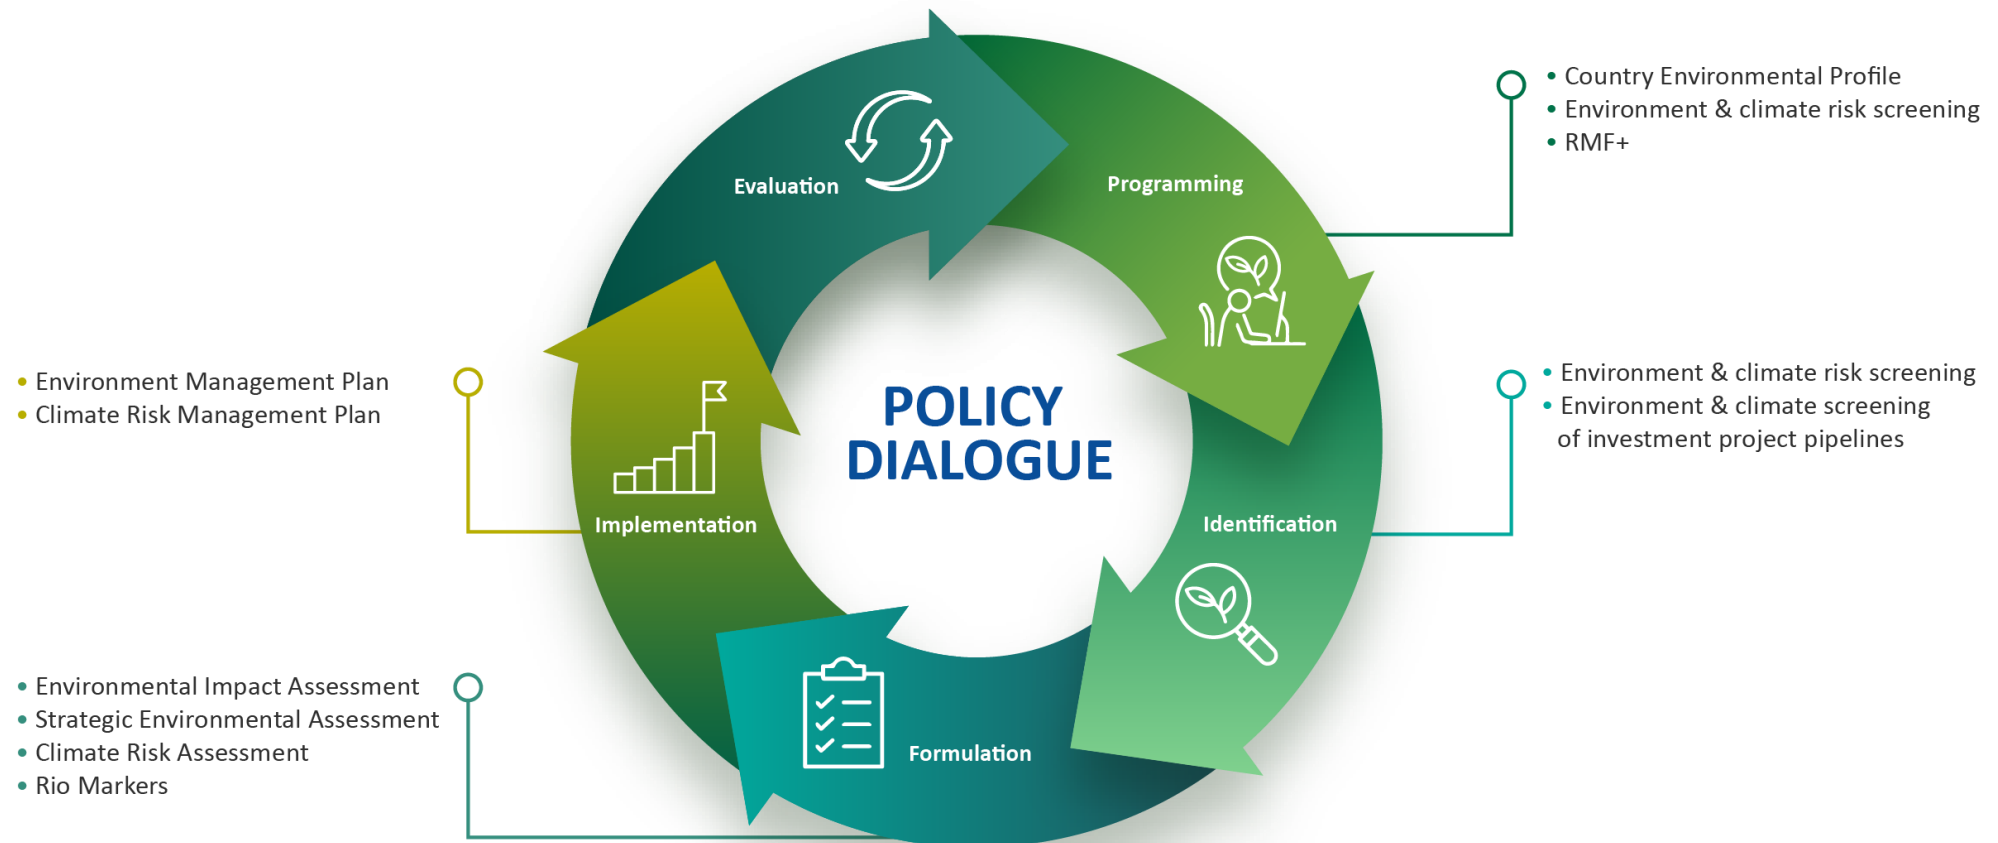 Evaluation
Programming
• Country Environmental Profile
• Environment & climate risk screening
• RMF+
POLICY
DIALOGUE
• Environment & climate risk screening
• Environment & climate screening
of investment project pipelines
Identification
• Environment Management Plan
• Climate Risk Management Plan
Implementation
• Environmental Impact Assessment
• Strategic Environmental Assessment
• Climate Risk Assessment
• Rio Markers
Formulation